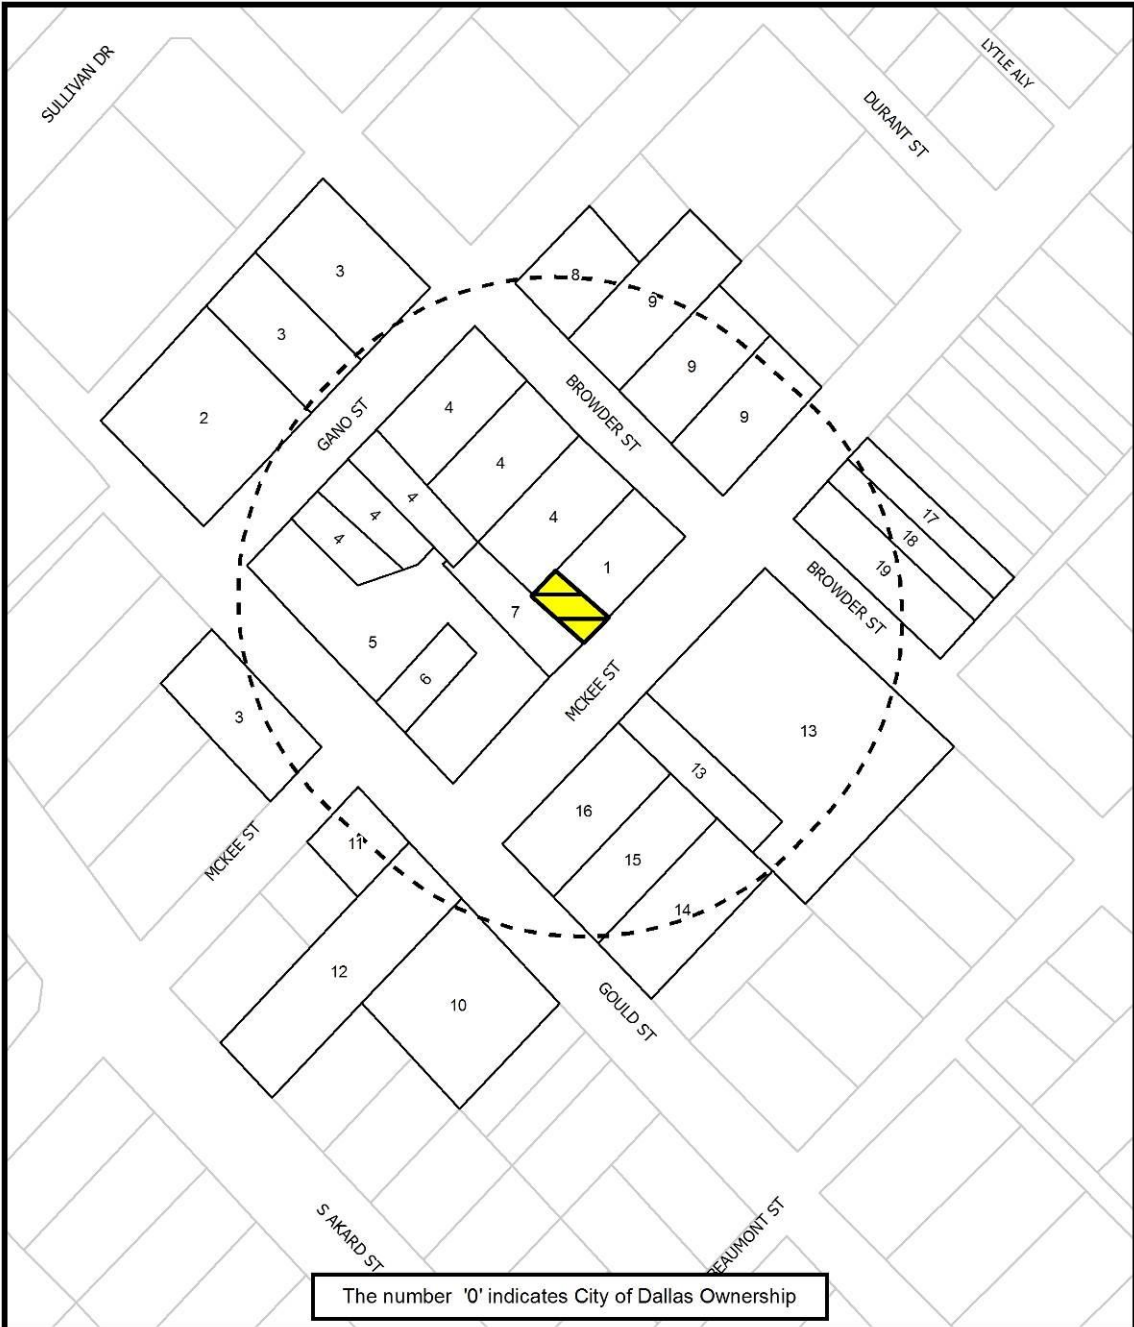 SULLIVAN DR
LYTLE ALY
DURANT ST
3
8
9
3
9
2
GANO ST
4
BROWDER ST
9
4
4
4
4
4
1
17
18
19
BROWDER ST
7
5
6
MCKEE ST
3
13
13
16
MCKEE ST
11
15
14
12
10
GOULD ST
S AKARD ST
BEAUMONT ST
The number '0' indicates City of Dallas Ownership